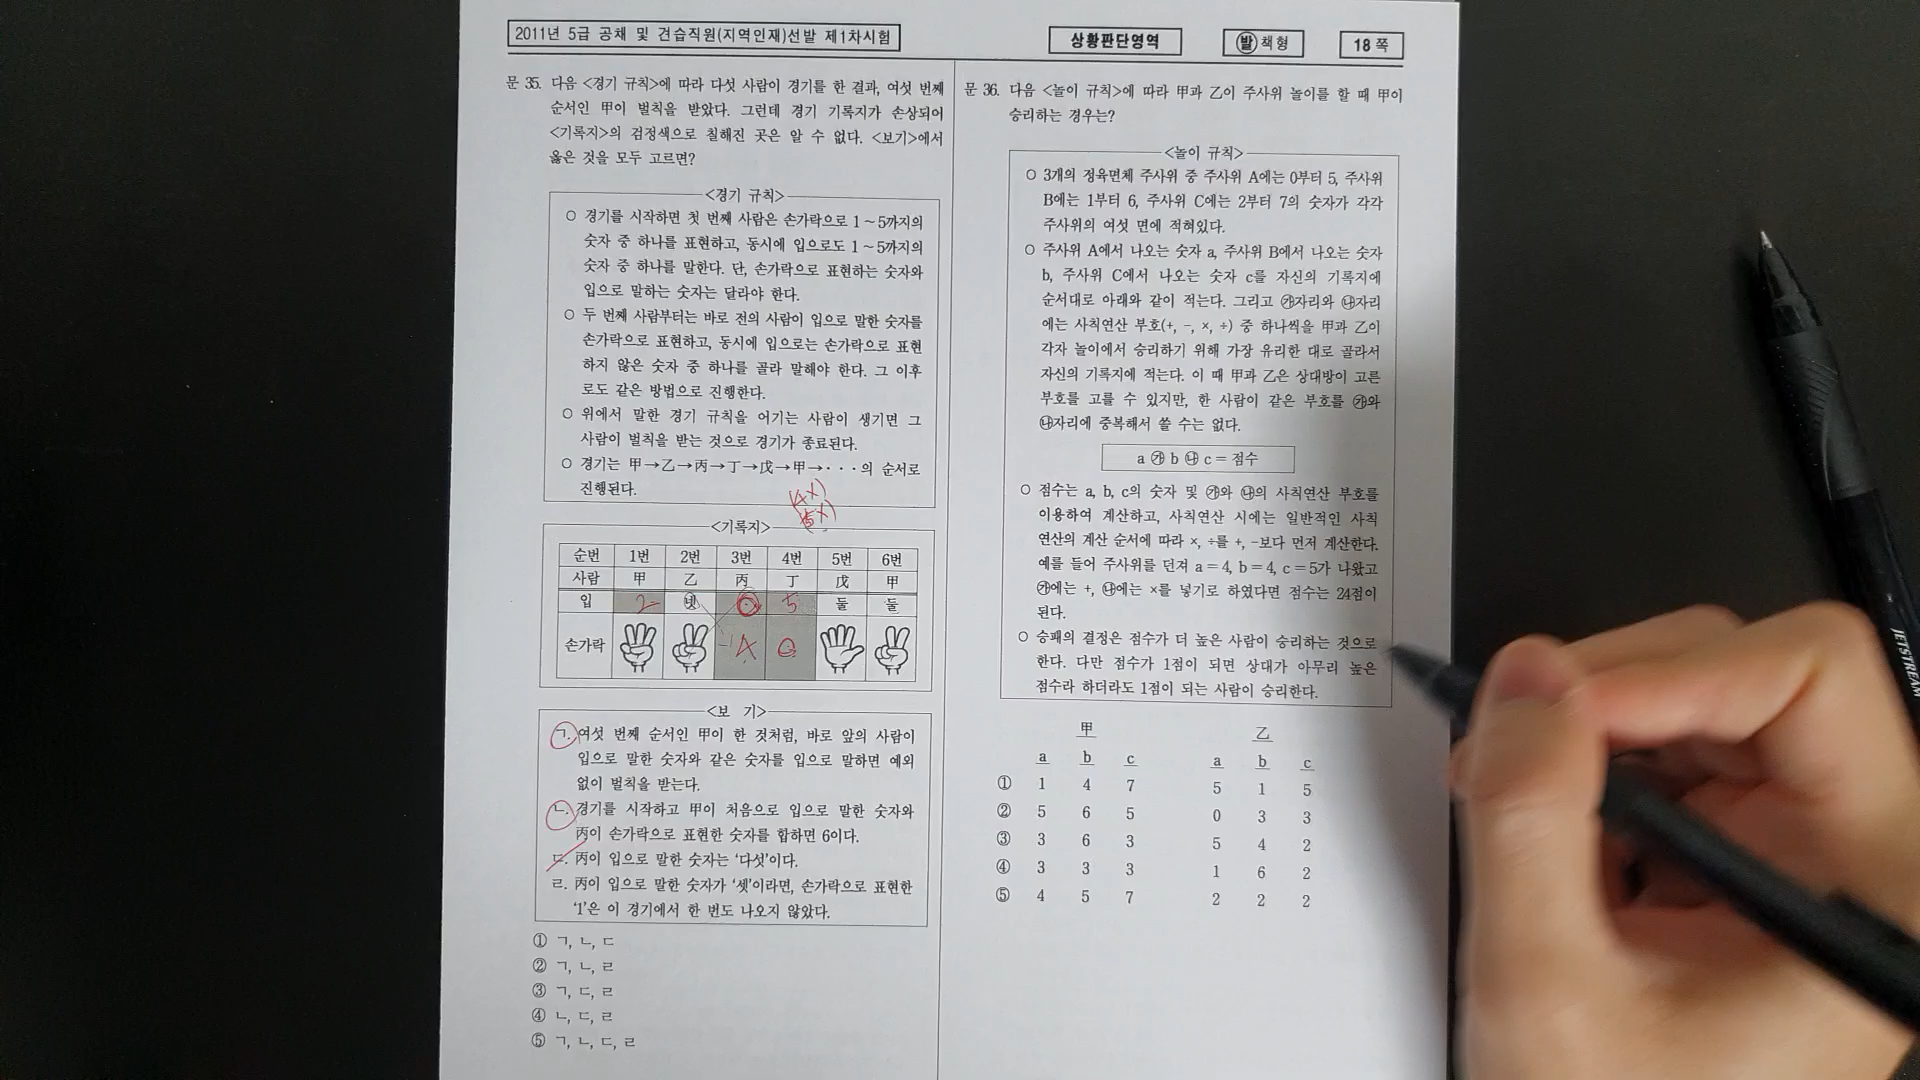 2011년 5급 공채 및 견습직원(지역인재)선발 제1차시험
상황판단영역
발 책형
18 쪽
문 35. 다음 <경기 규칙>에 따라 다섯 사람이 경기를 한 결과, 여섯 번째
순서인 甲이 벌칙을 받았다. 그런데 경기 기록지가 손상되어
<기록지>의 검정색으로 칠해진 곳은 알 수 없다. <보기>에서
옳은 것을 모두 고르면?
<경기 규칙>
○ 경기를 시작하면 첫 번째 사람은 손가락으로 1~5까지의
숫자 중 하나를 표현하고, 동시에 입으로도 1~5까지의
숫자 중 하나를 말한다. 단, 손가락으로 표현하는 숫자와
입으로 말하는 숫자는 달라야 한다.
○ 두 번째 사람부터는 바로 전의 사람이 입으로 말한 숫자를
손가락으로 표현하고, 동시에 입으로는 손가락으로 표현
하지 않은 숫자 중 하나를 골라 말해야 한다. 그 이후
로도 같은 방법으로 진행한다.
○ 위에서 말한 경기 규칙을 어기는 사람이 생기면 그
사람이 벌칙을 받는 것으로 경기가 종료된다.
○ 경기는 甲→乙→丙→丁→戊→甲→···의 순서로
진행된다.
(4X)
(5X)
<기록지>
순번 1번 2번 3번 4번 5번 6번
사람 甲 乙 丙 丁 戊 甲
입 2 넷 5 둘 둘
손가락 4
<보 기>
ㄱ. 여섯 번째 순서인 甲이 한 것처럼, 바로 앞의 사람이
입으로 말한 숫자와 같은 숫자를 입으로 말하면 예외
없이 벌칙을 받는다.
ㄴ. 경기를 시작하고 甲이 처음으로 입으로 말한 숫자와
丙이 손가락으로 표현한 숫자를 합하면 6이다.
ㄷ. 丙이 입으로 말한 숫자는 '다섯'이다.
ㄹ. 丙이 입으로 말한 숫자가 '셋'이라면, 손가락으로 표현한
'1'은 이 경기에서 한 번도 나오지 않았다.
① ㄱ, ㄴ, ㄷ
② ㄱ, ㄴ, ㄹ
③ ㄱ, ㄷ, ㄹ
④ ㄴ, ㄷ, ㄹ
⑤ ㄱ, ㄴ, ㄷ, ㄹ
문 36. 다음 <놀이 규칙>에 따라 甲과 乙이 주사위 놀이를 할 때 甲이
승리하는 경우는?
<놀이 규칙>
○ 3개의 정육면체 주사위 중 주사위 A에는 0부터 5, 주사위
B에는 1부터 6, 주사위 C에는 2부터 7의 숫자가 각각
주사위의 여섯 면에 적혀있다.
○ 주사위 A에서 나오는 숫자 a, 주사위 B에서 나오는 숫자
b, 주사위 C에서 나오는 숫자 c를 자신의 기록지에
순서대로 아래와 같이 적는다. 그리고 ㉮자리와 ㉯자리
에는 사칙연산 부호(+, −, ×, ÷) 중 하나씩을 甲과 乙이
각자 놀이에서 승리하기 위해 가장 유리한 대로 골라서
자신의 기록지에 적는다. 이 때 甲과 乙은 상대방이 고른
부호를 고를 수 있지만, 한 사람이 같은 부호를 ㉮와
㉯자리에 중복해서 쓸 수는 없다.
a ㉮ b ㉯ c = 점수
○ 점수는 a, b, c의 숫자 및 ㉮와 ㉯의 사칙연산 부호를
이용하여 계산하고, 사칙연산 시에는 일반적인 사칙
연산의 계산 순서에 따라 ×, ÷를 +, −보다 먼저 계산한다.
예를 들어 주사위를 던져 a = 4, b = 4, c = 5가 나왔고
㉮에는 +, ㉯에는 ×를 넣기로 하였다면 점수는 24점이
된다.
○ 승패의 결정은 점수가 더 높은 사람이 승리하는 것으로
한다. 다만 점수가 1점이 되면 상대가 아무리 높은
점수라 하더라도 1점이 되는 사람이 승리한다.
甲 乙
a b c a b c
① 1 4 7 5 1 5
② 5 6 5 0 3 3
③ 3 6 3 5 4 2
④ 3 3 3 1 6 2
⑤ 4 5 7 2 2 2
JETSTREAM